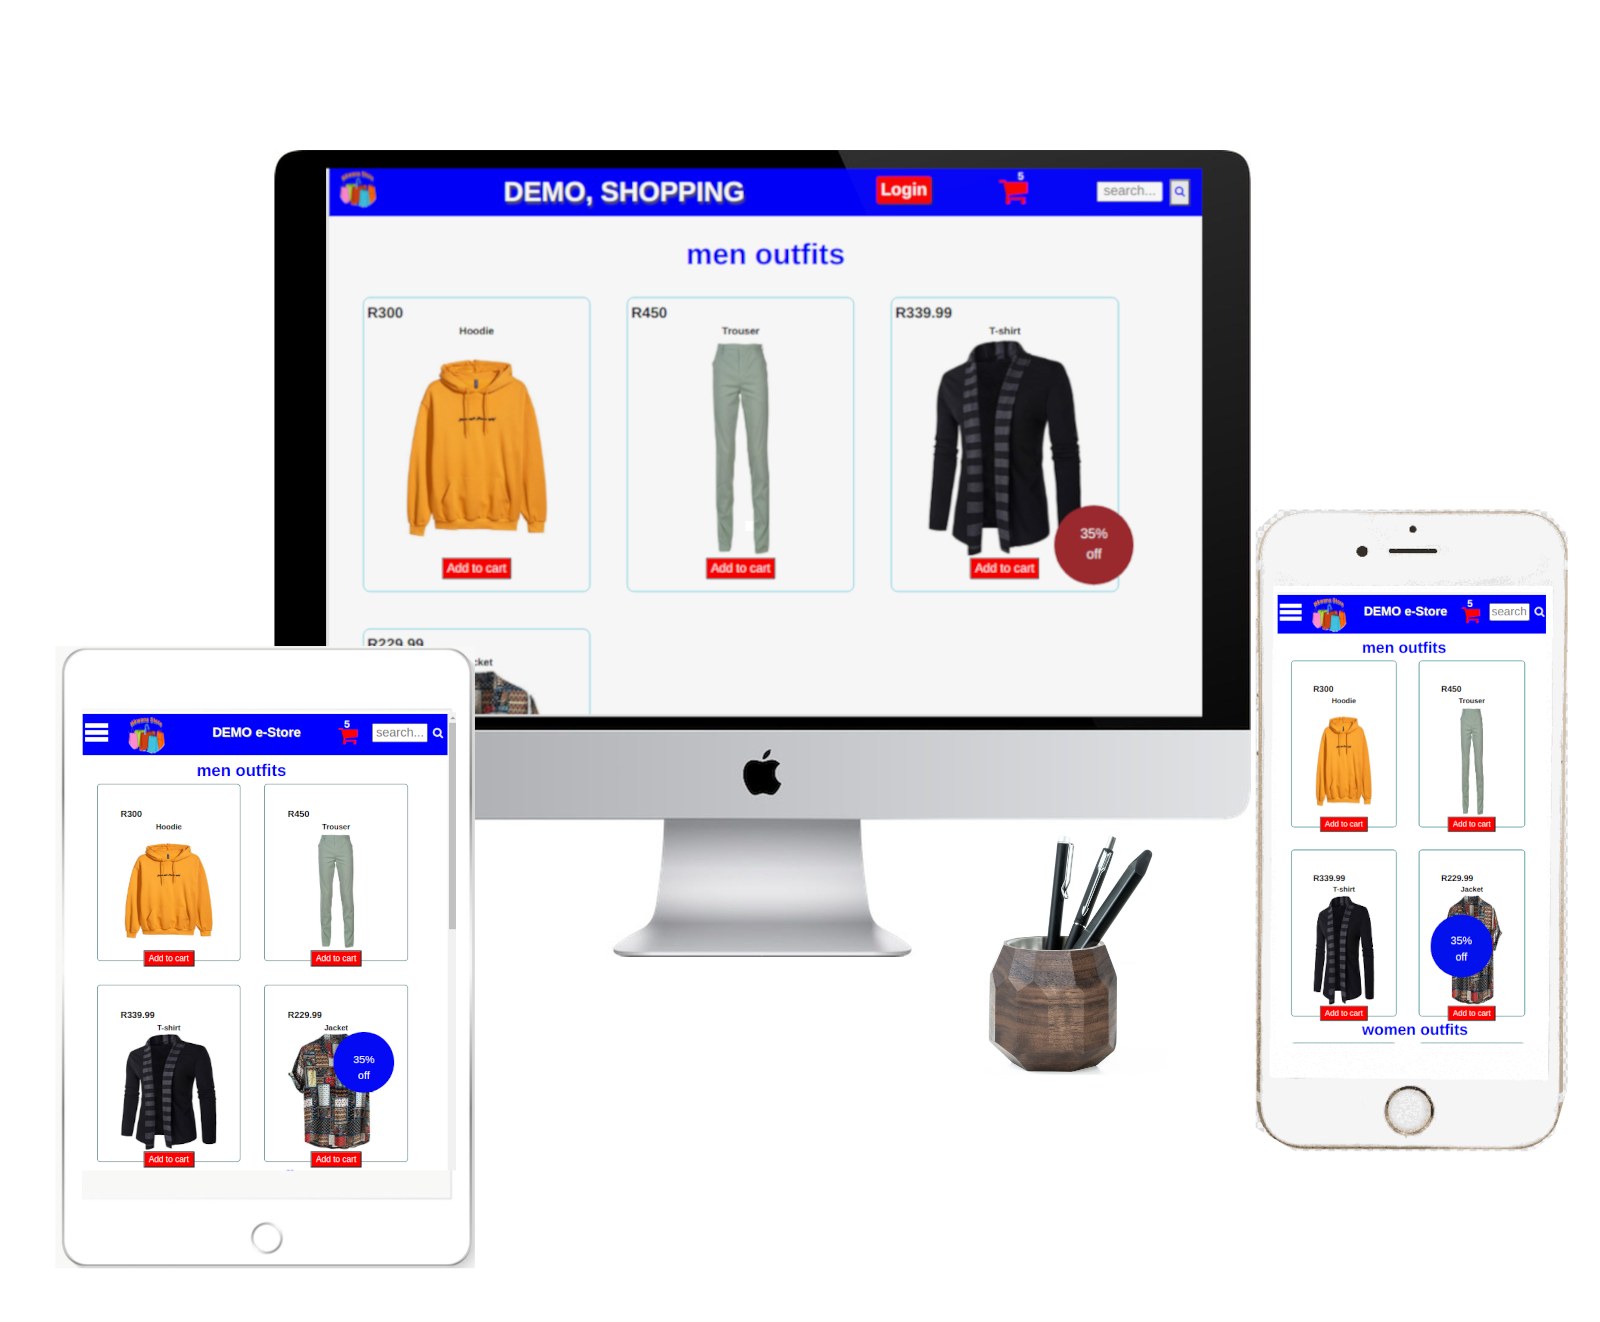 DEMO, SHOPPING
Login
5
search...
men outfits
R300
Hoodie
Add to cart
R450
Trouser
Add to cart
R339.99
T-shirt
35%
off
Add to cart
R229.99
DEMO e-Store
5
search...
men outfits
R300
Hoodie
Add to cart
R450
Trouser
Add to cart
R339.99
T-shirt
Add to cart
R229.99
Jacket
35%
off
Add to cart
DEMO e-Store
5
search
men outfits
R300
Hoodie
Add to cart
R450
Trouser
Add to cart
R339.99
T-shirt
Add to cart
R229.99
Jacket
35%
off
Add to cart
women outfits